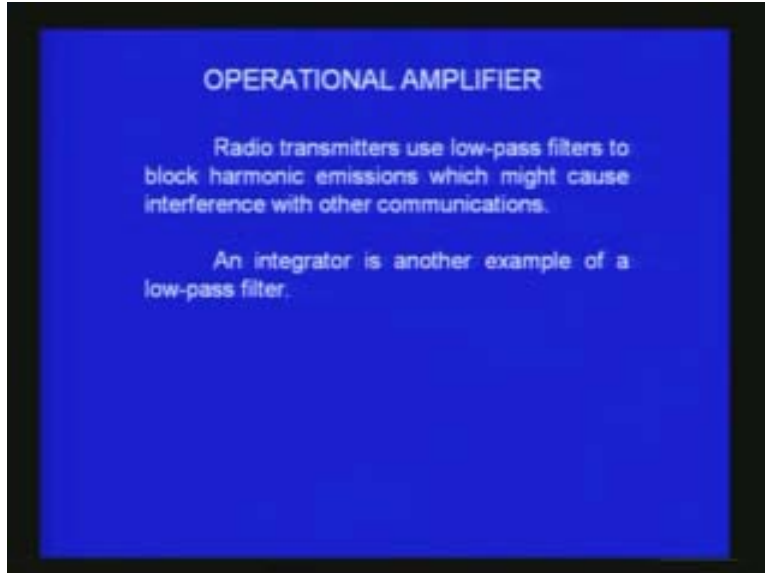 OPERATIONAL AMPLIFIER
Radio transmitters use low-pass filters to
block harmonic emissions which might cause
interference with other communications.
An integrator is another example of a
low-pass filter.